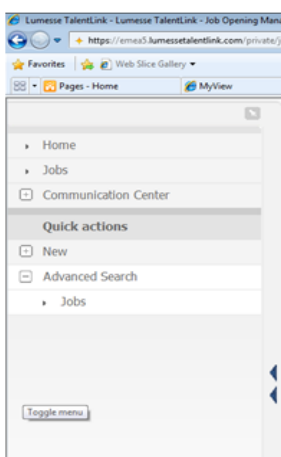 Lumesse TalentLink - Lumesse TalentLink - Job Opening Mana
https://emea5.lumessetalentlink.com/private/j
Favorites Web Slice Gallery
Pages - Home MyView
Home
Jobs
Communication Center
Quick actions
New
Advanced Search
Jobs
Toggle menu